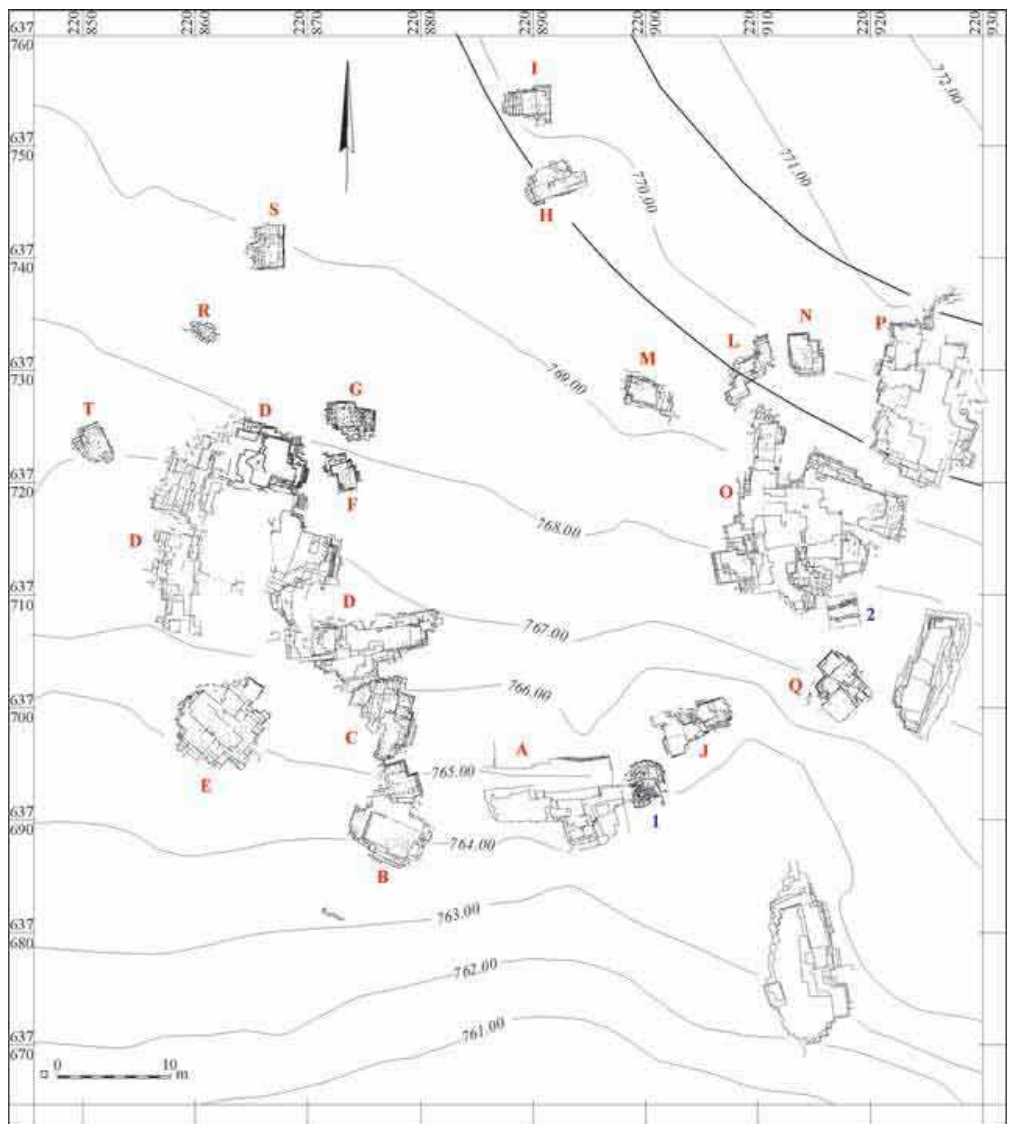 220 850
220 860
220 870
220 880
220 890
220 900
220 910
220 920
220 930
637 760
I
772.00
771.00
637 750
770.00
H
S
637 740
R
P
N
L
637 730
M
769.00
G
T
D
F
637 720
O
768.00
D
637 710
D
2
767.00
Q
766.00
637 700
C
A
J
E
765.00
637 690
1
764.00
B
763.00
637 680
762.00
761.00
637 670
0 10 m